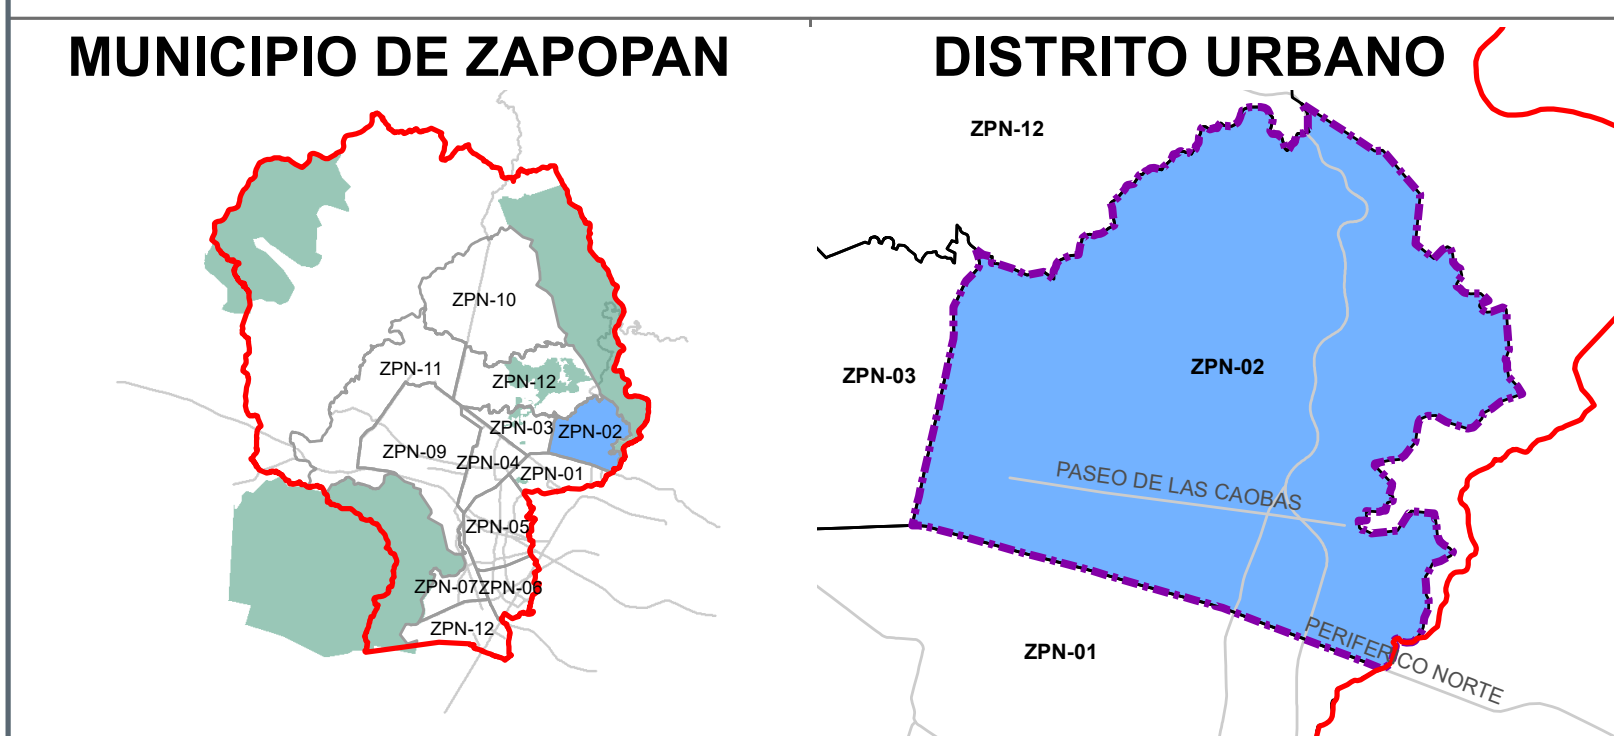 MUNICIPIO DE ZAPOPAN
ZPN-10
ZPN-11
ZPN-12
ZPN-03
ZPN-02
ZPN-09
ZPN-04
ZPN-01
ZPN-05
ZPN-07
ZPN-06
ZPN-12
DISTRITO URBANO
ZPN-12
ZPN-03
ZPN-02
PASEO DE LAS CAOBAS
ZPN-01
PERIFERICO NORTE